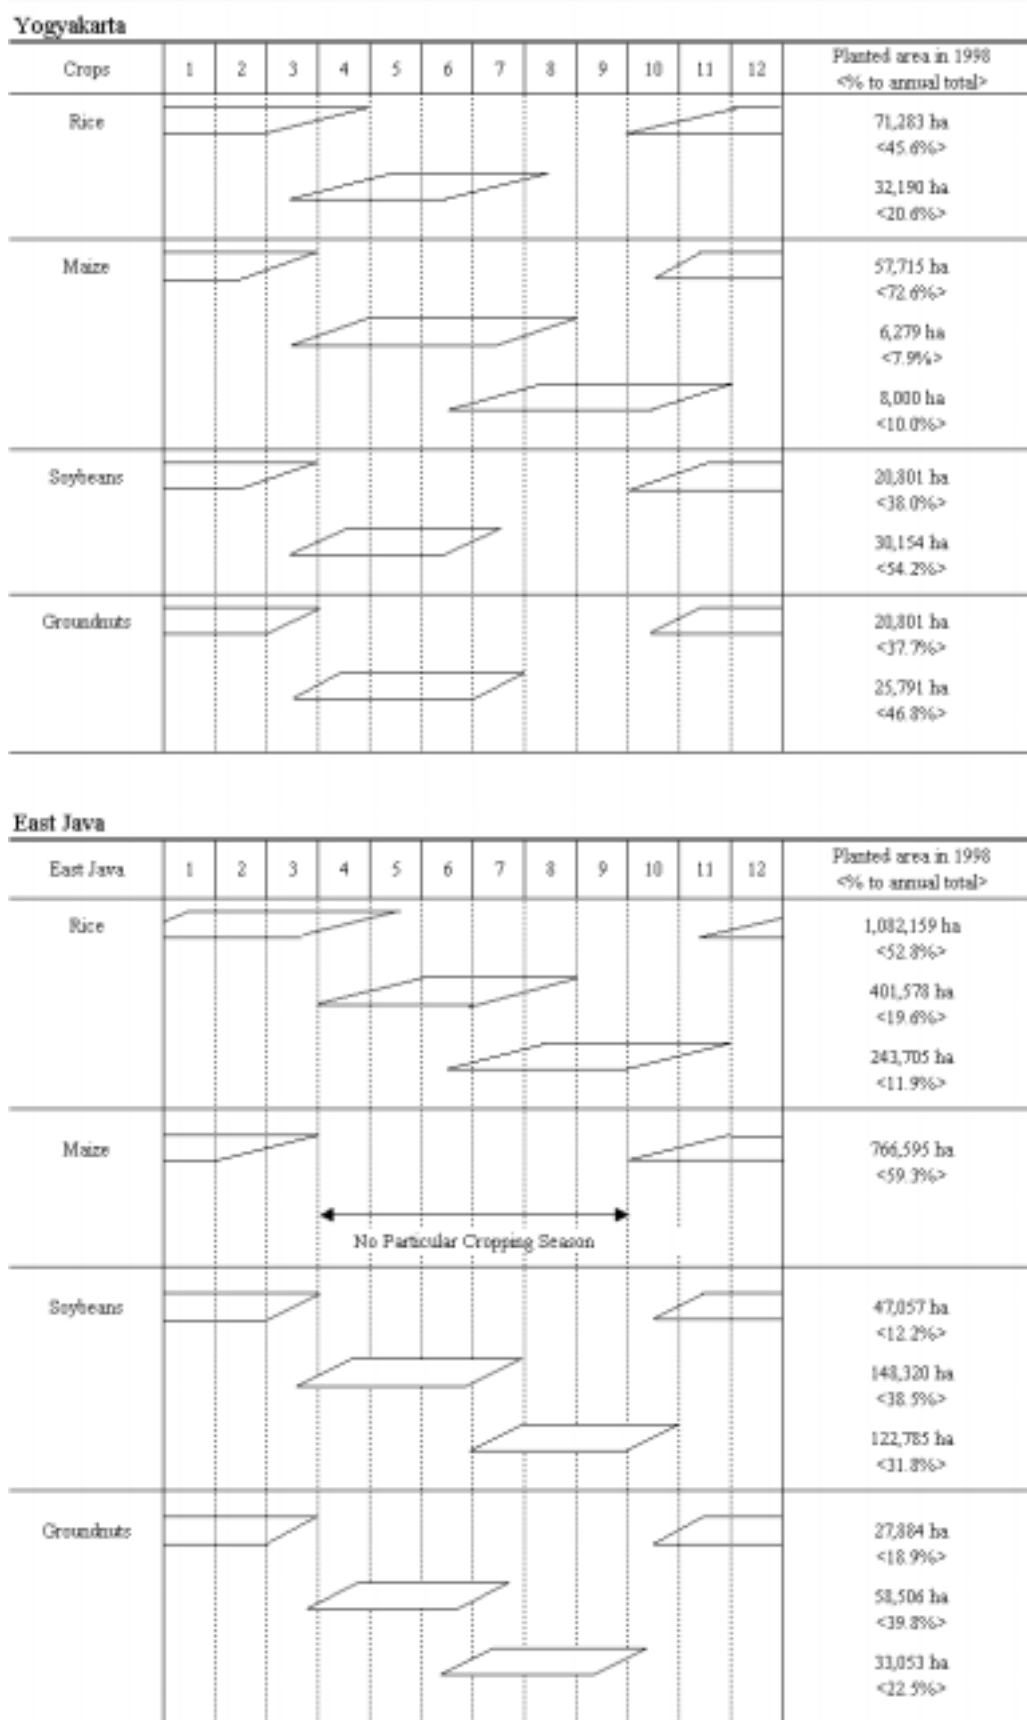 Yogyakarta
Crops 1 2 3 4 5 6 7 8 9 10 11 12 Planted area in 1998
<% to annual total>
Rice 71,283 ha
<45.6%>
32,190 ha
<20.6%>
Maize 57,715 ha
<72.6%>
6,279 ha
<7.9%>
8,000 ha
<10.0%>
Soybeans 20,801 ha
<38.0%>
30,154 ha
<54.2%>
Groundnuts 20,801 ha
<37.7%>
25,791 ha
<46.8%>
East Java
East Java 1 2 3 4 5 6 7 8 9 10 11 12 Planted area in 1998
<% to annual total>
Rice 1,082,159 ha
<52.8%>
401,578 ha
<19.6%>
243,705 ha
<11.9%>
Maize 766,595 ha
<59.3%>
No Particular Cropping Season
Soybeans 47,057 ha
<12.2%>
148,320 ha
<38.5%>
122,785 ha
<31.8%>
Groundnuts 27,884 ha
<18.9%>
58,506 ha
<39.8%>
33,053 ha
<22.5%>